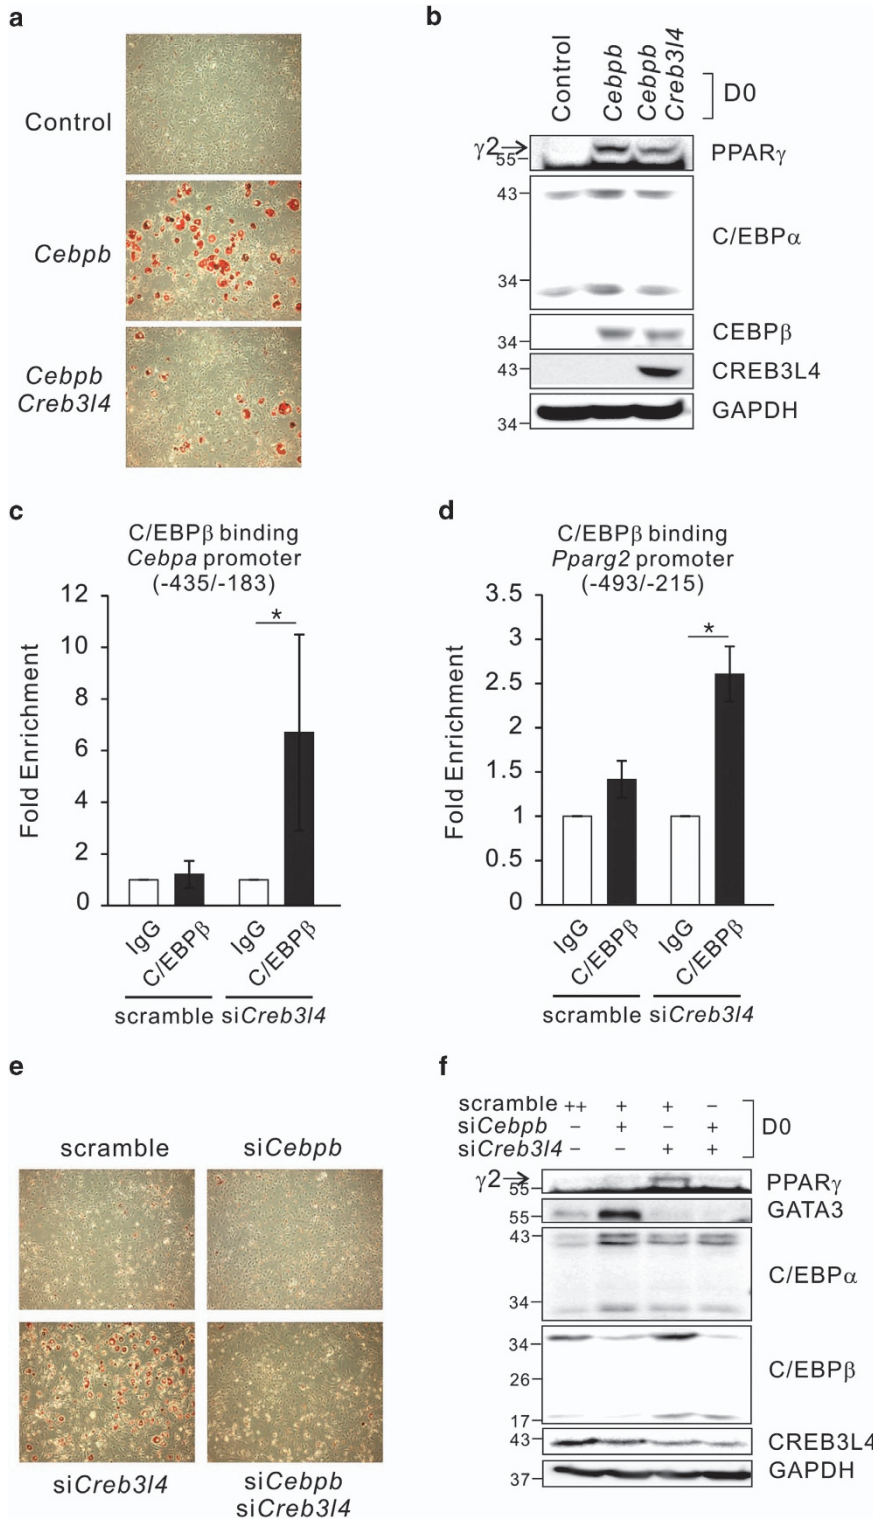 a
Control
Cebpb
Cebpb
Creb3l4
b
Control
Cebpb
Cebpb
Creb3l4
D0
γ2→
55
PPARγ
43
34
C/EBPα
34
CEBPβ
43
CREB3L4
34
GAPDH
c
C/EBPβ binding
Cebpa promoter
(-435/-183)
Fold Enrichment
12
10
8
6
4
2
0
*
IgG
C/EBPβ
IgG
C/EBPβ
scramble
siCreb3l4
d
C/EBPβ binding
Pparg2 promoter
(-493/-215)
Fold Enrichment
3.5
3
2.5
2
1.5
1
0.5
0
*
IgG
C/EBPβ
IgG
C/EBPβ
scramble
siCreb3l4
e
scramble siCebpb
siCreb3l4 siCebpb
siCreb3l4
f
scramble ++ + + −
siCebpb − + − +
siCreb3l4 − − + +
D0
γ2→
55
PPARγ
55
GATA3
43
34
C/EBPα
34
26
17
C/EBPβ
43
CREB3L4
37
GAPDH